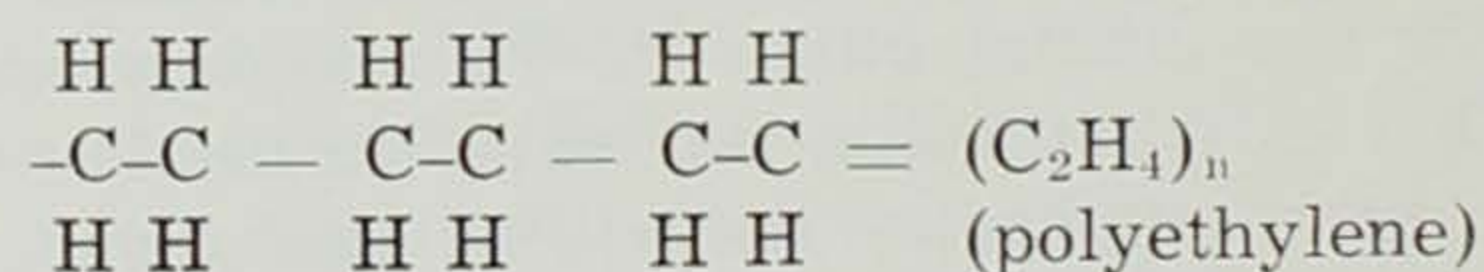 H H H H H H
–C–C — C–C — C–C = (C₂H₄)ₙ
H H H H H H (polyethylene)